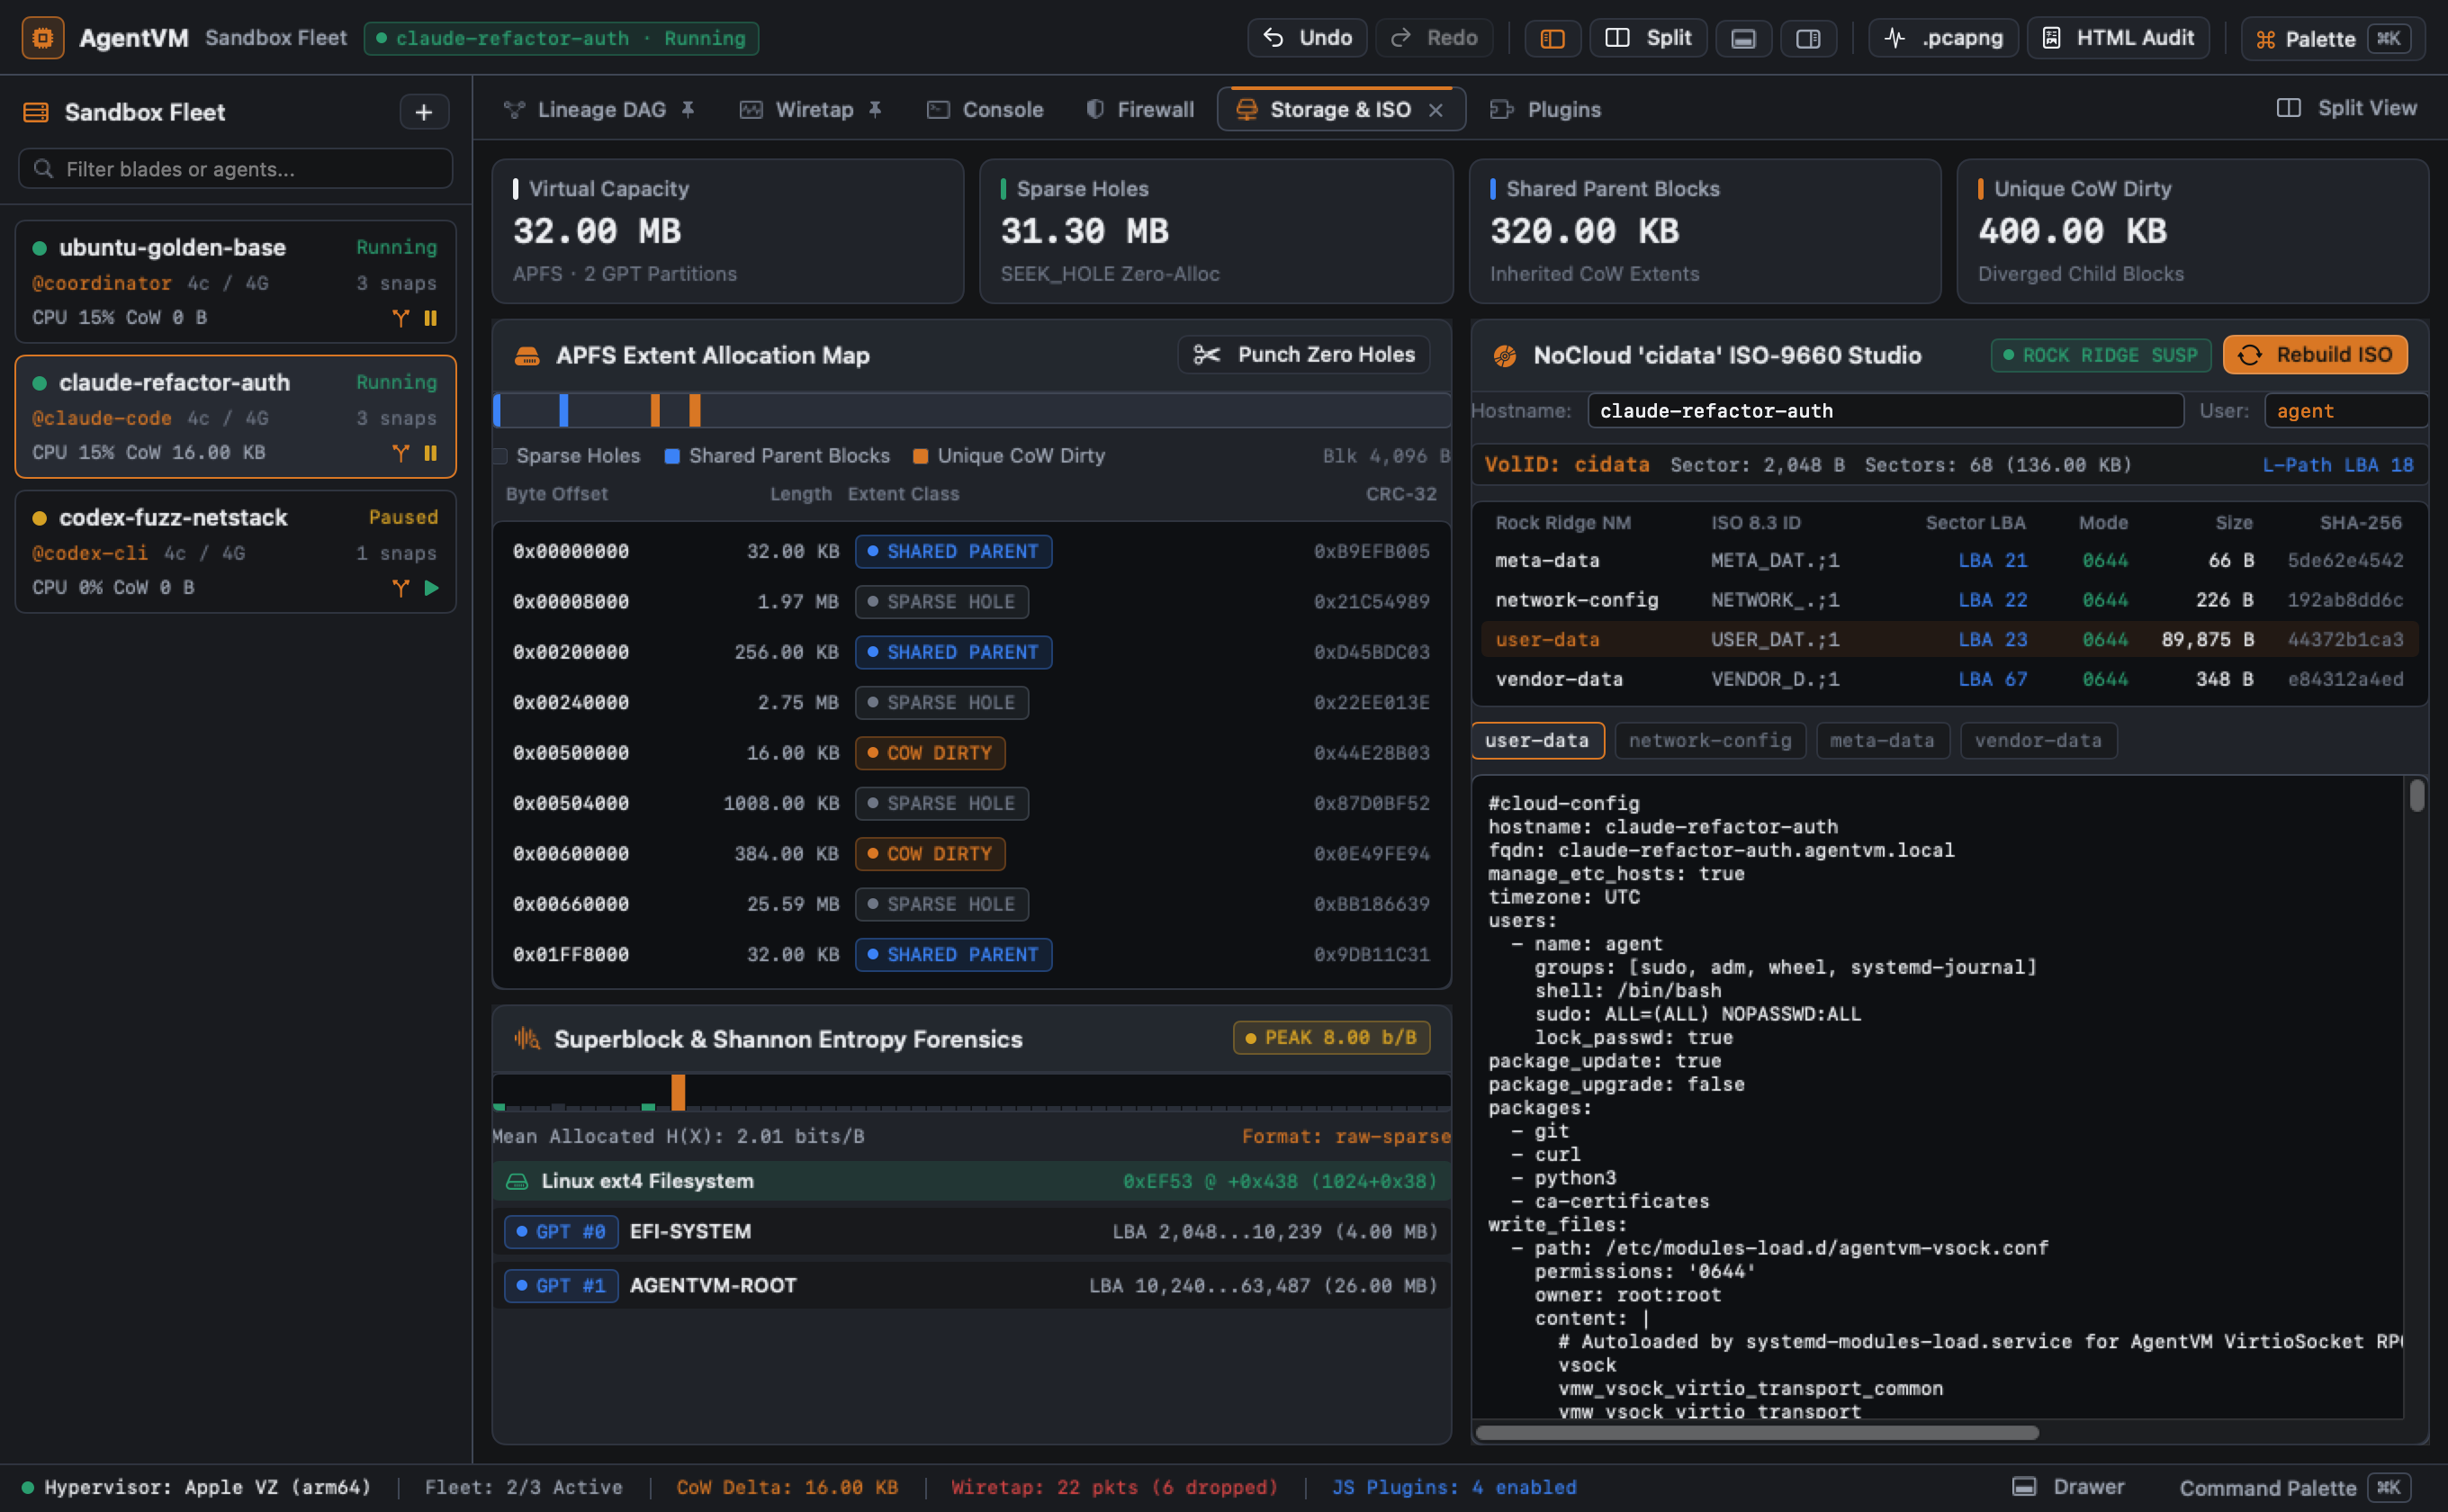 AgentVM Sandbox Fleet claude-refactor-auth · Running Undo Redo Split .pcapng HTML Audit Palette ⌘K
Sandbox Fleet +
Filter blades or agents...
ubuntu-golden-base Running
@coordinator 4c / 4G 3 snaps
CPU 15% CoW 0 B
claude-refactor-auth Running
@claude-code 4c / 4G 3 snaps
CPU 15% CoW 16.00 KB
codex-fuzz-netstack Paused
@codex-cli 4c / 4G 1 snaps
CPU 0% CoW 0 B
Lineage DAG Wiretap Console Firewall Storage & ISO Plugins Split View
Virtual Capacity
32.00 MB
APFS · 2 GPT Partitions
Sparse Holes
31.30 MB
SEEK_HOLE Zero-Alloc
Shared Parent Blocks
320.00 KB
Inherited CoW Extents
Unique CoW Dirty
400.00 KB
Diverged Child Blocks
APFS Extent Allocation Map Punch Zero Holes
Sparse Holes Shared Parent Blocks Unique CoW Dirty Blk 4,096 B
Byte Offset Length Extent Class CRC-32
0x00000000 32.00 KB SHARED PARENT 0xB9EFB005
0x00008000 1.97 MB SPARSE HOLE 0x21C54989
0x00200000 256.00 KB SHARED PARENT 0xD45BDC03
0x00240000 2.75 MB SPARSE HOLE 0x22EE013E
0x00500000 16.00 KB COW DIRTY 0x44E28B03
0x00504000 1008.00 KB SPARSE HOLE 0x87D0BF52
0x00600000 384.00 KB COW DIRTY 0x0E49FE94
0x00660000 25.59 MB SPARSE HOLE 0xBB186639
0x01FF8000 32.00 KB SHARED PARENT 0x9DB11C31
Superblock & Shannon Entropy Forensics PEAK 8.00 b/B
Mean Allocated H(X): 2.01 bits/B Format: raw-sparse
Linux ext4 Filesystem 0xEF53 @ +0x438 (1024+0x38)
GPT #0 EFI-SYSTEM LBA 2,048...10,239 (4.00 MB)
GPT #1 AGENTVM-ROOT LBA 10,240...63,487 (26.00 MB)
NoCloud 'cidata' ISO-9660 Studio ROCK RIDGE SUSP Rebuild ISO
Hostname: claude-refactor-auth User: agent
VolID: cidata Sector: 2,048 B Sectors: 68 (136.00 KB) L-Path LBA 18
Rock Ridge NM ISO 8.3 ID Sector LBA Mode Size SHA-256
meta-data META_DAT.;1 LBA 21 0644 66 B 5de62e4542
network-config NETWORK_.;1 LBA 22 0644 226 B 192ab8dd6c
user-data USER_DAT.;1 LBA 23 0644 89,875 B 44372b1ca3
vendor-data VENDOR_D.;1 LBA 67 0644 348 B e84312a4ed
user-data network-config meta-data vendor-data
#cloud-config
hostname: claude-refactor-auth
fqdn: claude-refactor-auth.agentvm.local
manage_etc_hosts: true
timezone: UTC
users:
- name: agent
groups: [sudo, adm, wheel, systemd-journal]
shell: /bin/bash
sudo: ALL=(ALL) NOPASSWD:ALL
lock_passwd: true
package_update: true
package_upgrade: false
packages:
- git
- curl
- python3
- ca-certificates
write_files:
- path: /etc/modules-load.d/agentvm-vsock.conf
permissions: '0644'
owner: root:root
content: |
# Autoloaded by systemd-modules-load.service for AgentVM VirtioSocket RP
vsock
vmw_vsock_virtio_transport_common
vmw_vsock_virtio_transport
Hypervisor: Apple VZ (arm64) Fleet: 2/3 Active CoW Delta: 16.00 KB Wiretap: 22 pkts (6 dropped) JS Plugins: 4 enabled Drawer Command Palette ⌘K